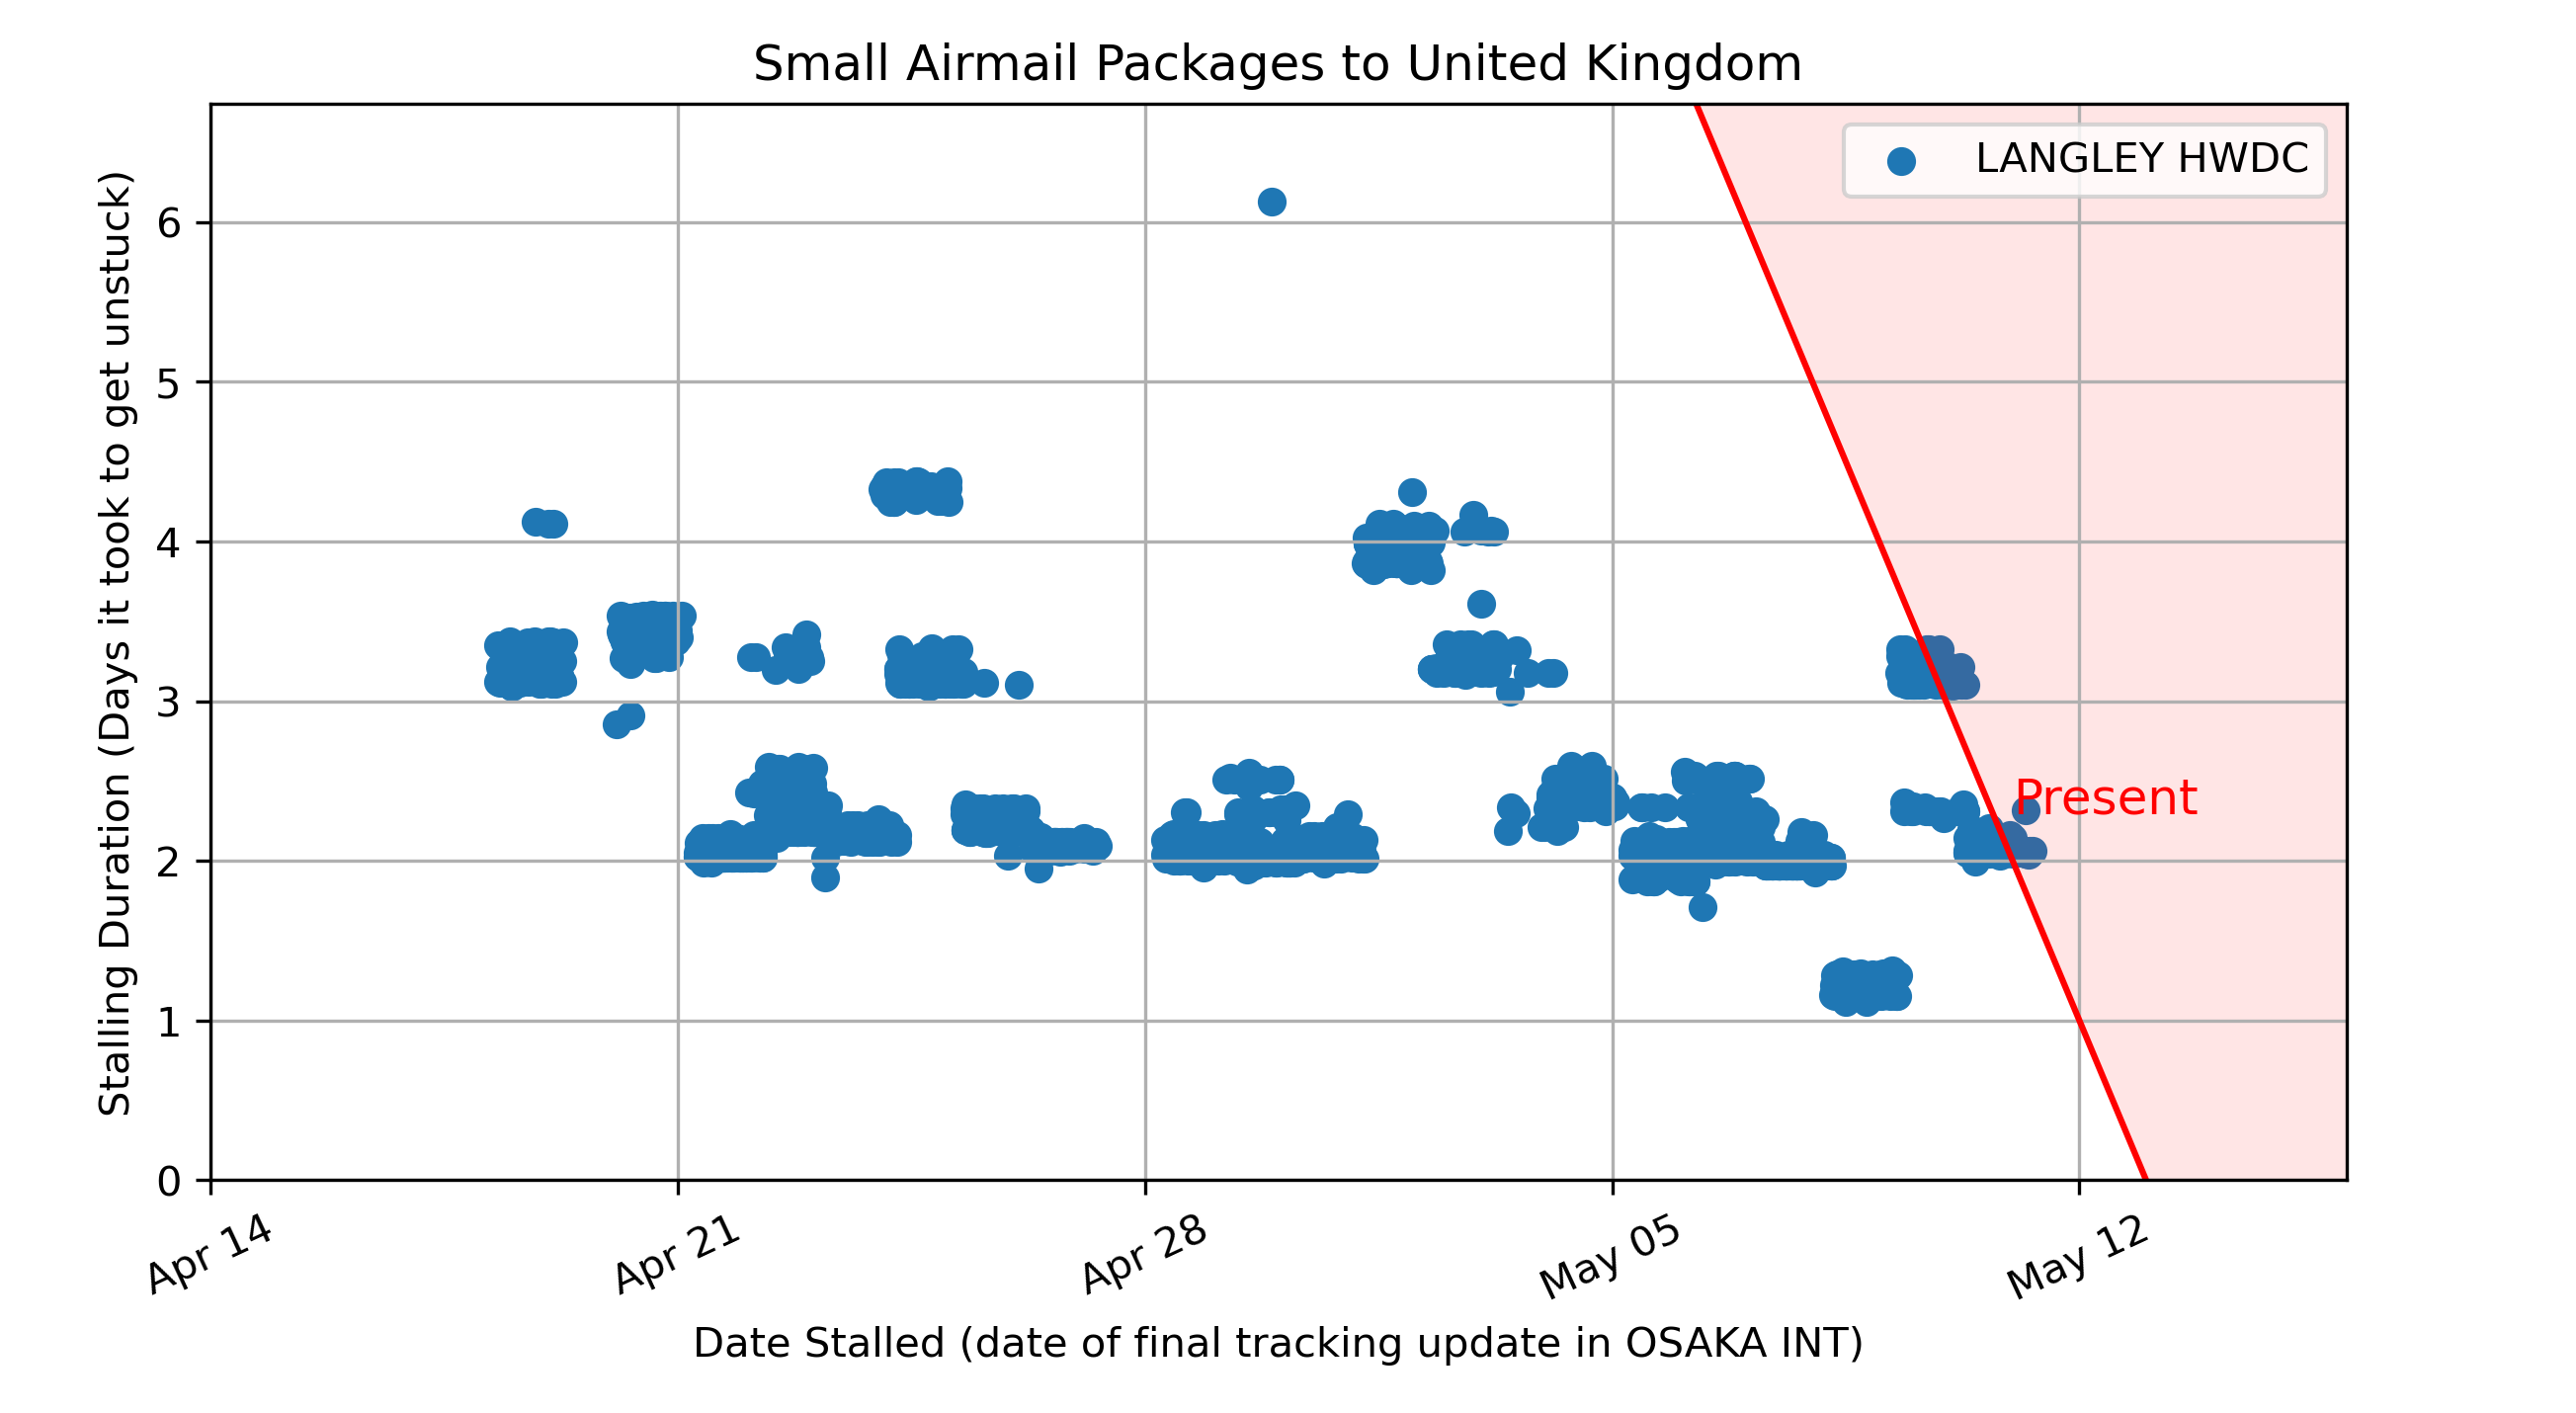 Small Airmail Packages to United Kingdom
LANGLEY HWDC
Stalling Duration (Days it took to get unstuck)
6
5
4
3
2
1
0
Present
Apr 14
Apr 21
Apr 28
May 05
May 12
Date Stalled (date of final tracking update in OSAKA INT)